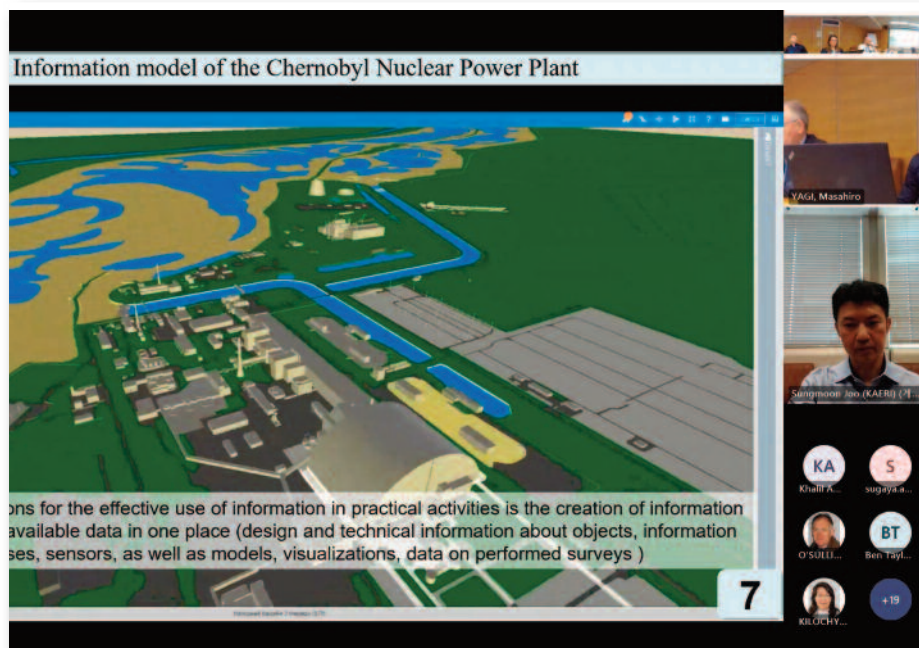 Information model of the Chernobyl Nuclear Power Plant
ons for the effective use of information in practical activities is the creation of information
available data in one place (design and technical information about objects, information
ses, sensors, as well as models, visualizations, data on performed surveys )
7
YAGI, Masahiro
Sungmoon Joo (KAERI)
KA
Khalil A...
S
sugaya.a...
O'SULLI...
BT
Ben Tayl...
KILOCHY...
+19